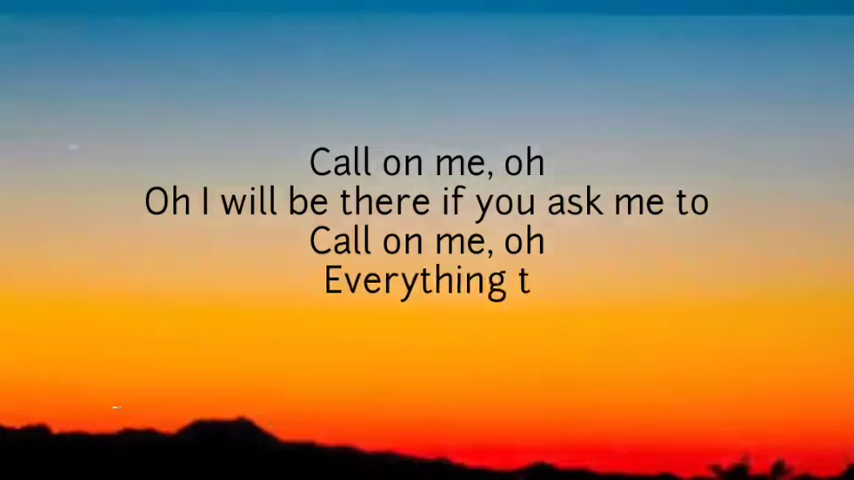 Call on me, oh
Oh I will be there if you ask me to
Call on me, oh
Everything t